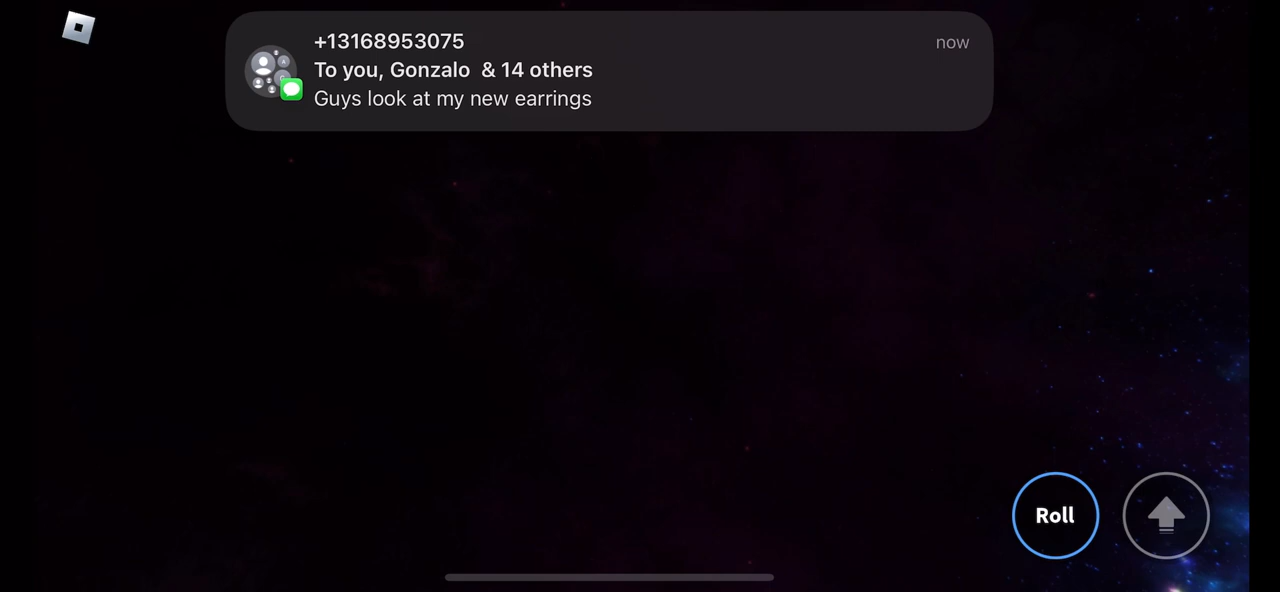 +13168953075
now
To you, Gonzalo & 14 others
Guys look at my new earrings
Roll